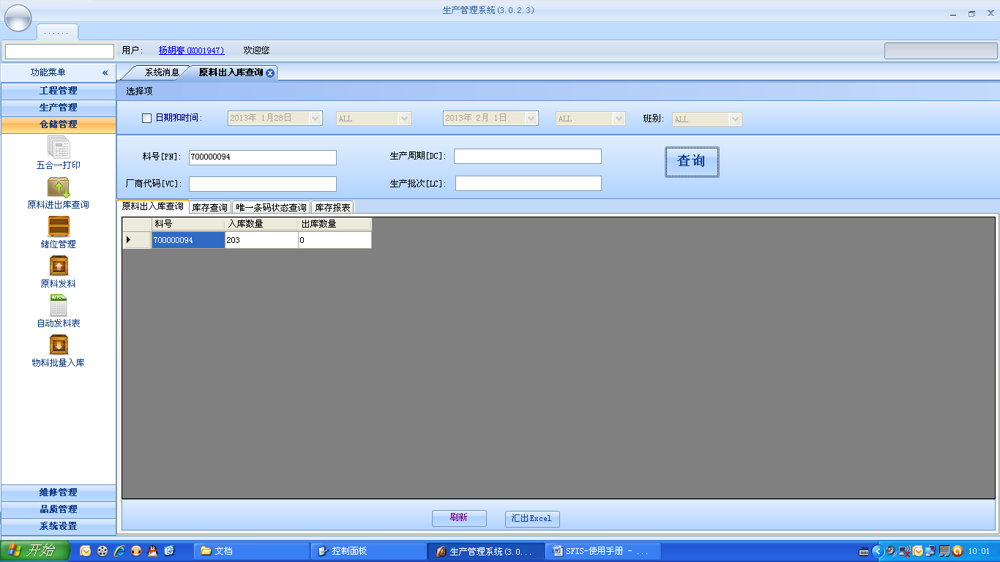 生产管理系统(3.0.2.3)
......
用户: 杨胡春(K001947) 欢迎您
功能菜单 «
系统消息 原料出入库查询
工程管理
生产管理
仓储管理
五合一打印
原料进出库查询
储位管理
原料发料
AUTO
自动发料表
物料批量入库
维修管理
品质管理
系统设置
选择项
日期和时间: 2013年 1月28日 ALL 2013年 2月 1日 ALL 班别: ALL
料号[PN]: 700000094 生产周期[DC]: 查询
厂商代码[VC]: 生产批次[LC]:
原料出入库查询 库存查询 唯一条码状态查询 库存报表
料号 入库数量 出库数量
700000094 203 0
刷新 汇出Excel
开始 文档 控制面板 生产管理系统(3.0... SFIS-使用手册 - ... 10:01